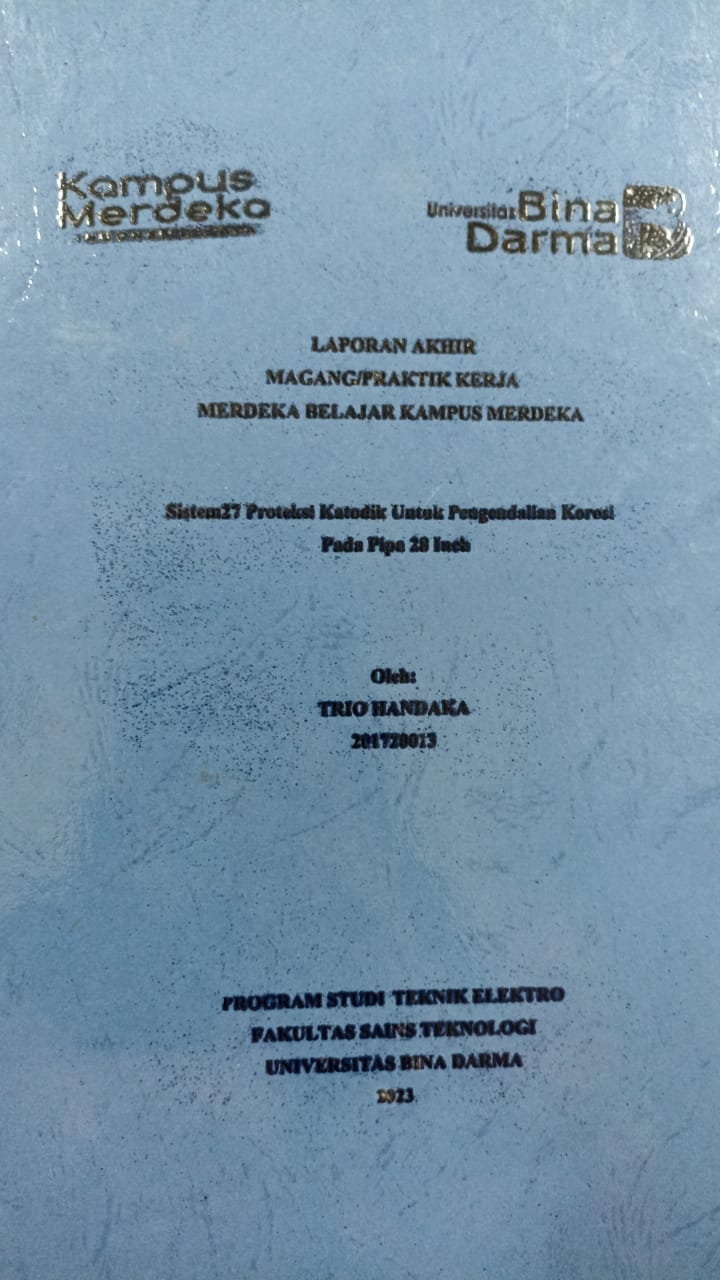 Kampus
Merdeka
Universitas Bina
Darma
LAPORAN AKHIR
MAGANG/PRAKTIK KERJA
MERDEKA BELAJAR KAMPUS MERDEKA
Sistem27 Proteksi Katodik Untuk Pengendalian Korosi
Pada Pipa 28 Inch
Oleh:
TRIO HANDAKA
201720013
PROGRAM STUDI TEKNIK ELEKTRO
FAKULTAS SAINS TEKNOLOGI
UNIVERSITAS BINA DARMA
2023